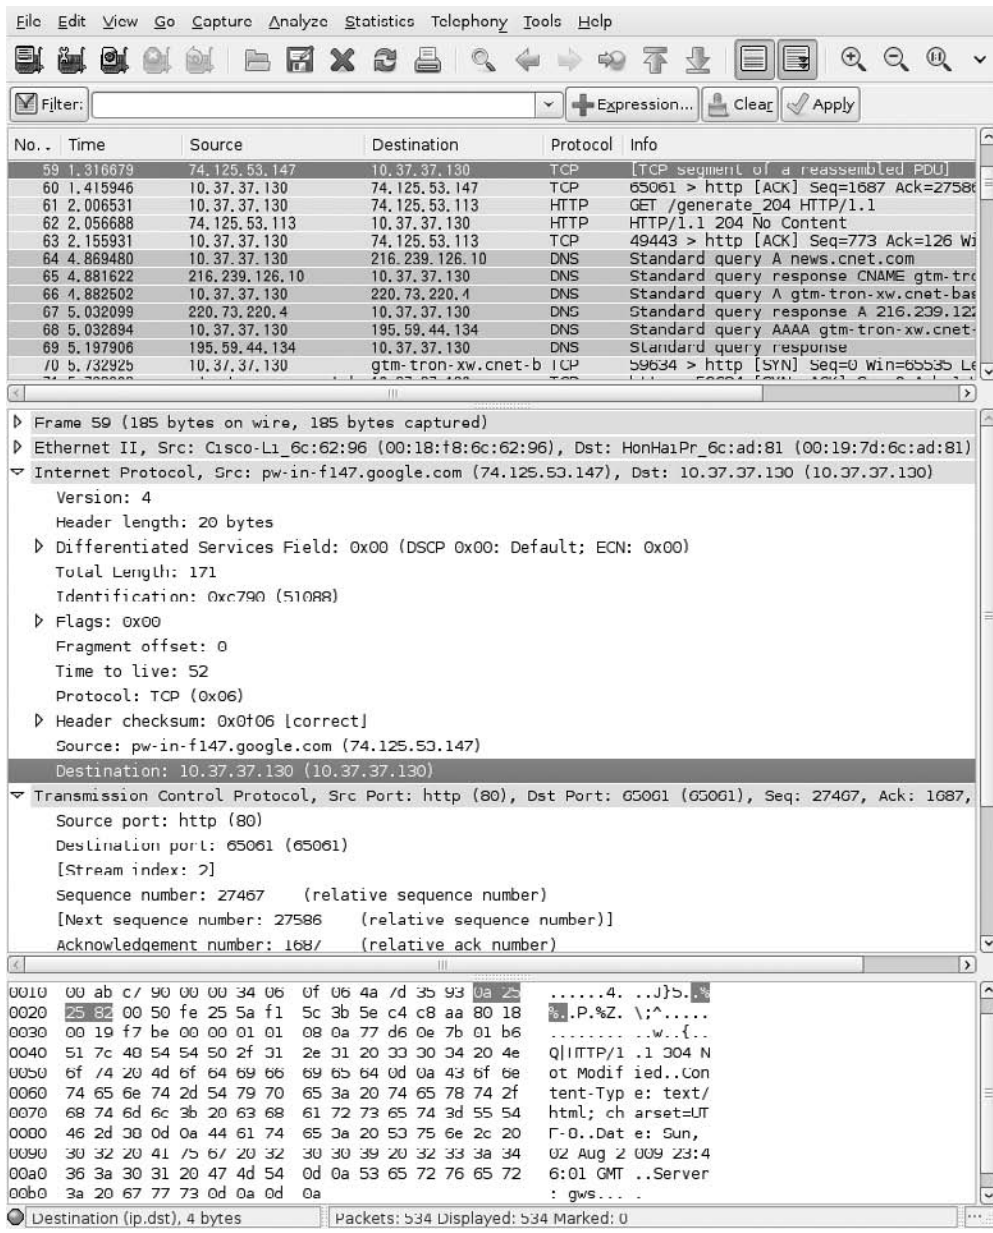 File Edit View Go Capture Analyze Statistics Telephony Tools Help
Filter: Expression... Clear Apply
No. . Time Source Destination Protocol Info
59 1.316679 74.125.53.147 10.37.37.130 TCP [TCP segment of a reassembled PDU]
60 1.415946 10.37.37.130 74.125.53.147 TCP 65061 > http [ACK] Seq=1687 Ack=27586
61 2.006531 10.37.37.130 74.125.53.113 HTTP GET /generate_204 HTTP/1.1
62 2.056688 74.125.53.113 10.37.37.130 HTTP HTTP/1.1 204 No Content
63 2.155931 10.37.37.130 74.125.53.113 TCP 49443 > http [ACK] Seq=773 Ack=126 Wi
64 4.869480 10.37.37.130 216.239.126.10 DNS Standard query A news.cnet.com
65 4.881622 216.239.126.10 10.37.37.130 DNS Standard query response CNAME gtm-tro
66 4.882502 10.37.37.130 220.73.220.4 DNS Standard query A gtm-tron-xw.cnet-bas
67 5.032099 220.73.220.4 10.37.37.130 DNS Standard query response A 216.239.122
68 5.032894 10.37.37.130 195.59.44.134 DNS Standard query AAAA gtm-tron-xw.cnet-
69 5.197906 195.59.44.134 10.37.37.130 DNS Standard query response
70 5.732925 10.37.37.130 gtm-tron-xw.cnet-b TCP 59634 > http [SYN] Seq=0 Win=65535 Le
Frame 59 (185 bytes on wire, 185 bytes captured)
Ethernet II, Src: Cisco-Li_6c:62:96 (00:18:f8:6c:62:96), Dst: HonHaiPr_6c:ad:81 (00:19:7d:6c:ad:81)
Internet Protocol, Src: pw-in-f147.google.com (74.125.53.147), Dst: 10.37.37.130 (10.37.37.130)
Version: 4
Header length: 20 bytes
Differentiated Services Field: 0x00 (DSCP 0x00: Default; ECN: 0x00)
Total Length: 171
Identification: 0xc790 (51088)
Flags: 0x00
Fragment offset: 0
Time to live: 52
Protocol: TCP (0x06)
Header checksum: 0x0f06 [correct]
Source: pw-in-f147.google.com (74.125.53.147)
Destination: 10.37.37.130 (10.37.37.130)
Transmission Control Protocol, Src Port: http (80), Dst Port: 65061 (65061), Seq: 27467, Ack: 1687,
Source port: http (80)
Destination port: 65061 (65061)
[Stream index: 2]
Sequence number: 27467 (relative sequence number)
[Next sequence number: 27586 (relative sequence number)]
Acknowledgement number: 1687 (relative ack number)
0010 00 ab c7 90 00 00 34 06 0f 06 4a 7d 35 93 0a 25 ......4. ..J}5..%
0020 25 82 00 50 fe 25 5a f1 5c 3b 5e c4 c8 aa 80 18 %..P.%Z. \;^.....
0030 00 19 f7 be 00 00 01 01 08 0a 77 d6 0e 7b 01 b6 ........ ..w..{..
0040 51 7c 48 54 54 50 2f 31 2e 31 20 33 30 34 20 4e Q|HTTP/1 .1 304 N
0050 6f 74 20 4d 6f 64 69 66 69 65 64 0d 0a 43 6f 6e ot Modif ied..Con
0060 74 65 6e 74 2d 54 79 70 65 3a 20 74 65 78 74 2f tent-Typ e: text/
0070 68 74 6d 6c 3b 20 63 68 61 72 73 65 74 3d 55 54 html; ch arset=UT
0080 46 2d 38 0d 0a 44 61 74 65 3a 20 53 75 6e 2c 20 F-8..Dat e: Sun,
0090 30 32 20 41 75 67 20 32 30 30 39 20 32 33 3a 34 02 Aug 2 009 23:4
00a0 36 3a 30 31 20 47 4d 54 0d 0a 53 65 72 76 65 72 6:01 GMT ..Server
00b0 3a 20 67 77 73 0d 0a 0d 0a : gws... .
Destination (ip.dst), 4 bytes Packets: 534 Displayed: 534 Marked: 0